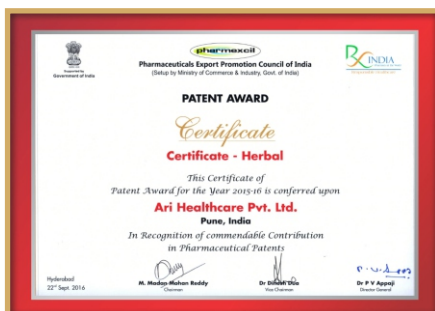 pharmexcil
Pharmaceuticals Export Promotion Council of India
(Setup by Ministry of Commerce & Industry, Govt. of India)
Supported by
Government of India
Rx INDIA
PATENT AWARD
Certificate
Certificate - Herbal
This Certificate of
Patent Award for the Year 2015-16 is conferred upon
Ari Healthcare Pvt. Ltd.
Pune, India
In Recognition of commendable Contribution
in Pharmaceutical Patents
Hyderabad
22nd Sept. 2016
M. Madan Mohan Reddy
Chairman
Dr Dinesh Dua
Vice Chairman
Dr P V Appaji
Director General